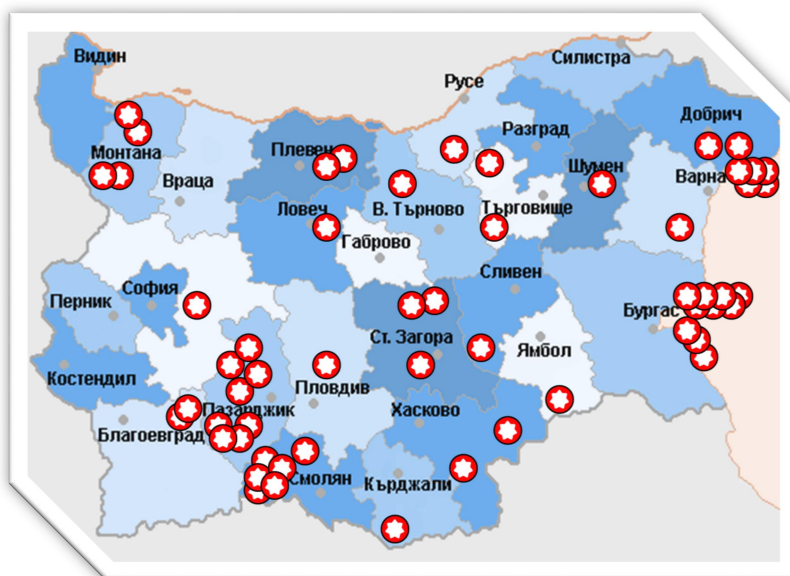 Видин
Силистра
Русе
Добрич
Разград
Плевен
Монтана
Шумен
Враца
Варна
Ловеч
В. Търново
Търговище
Габрово
Сливен
София
Перник
Бургас
Ст. Загора
Ямбол
Костендил
Пловдив
Хасково
Пазарджик
Благоевград
Смолян
Кърджали